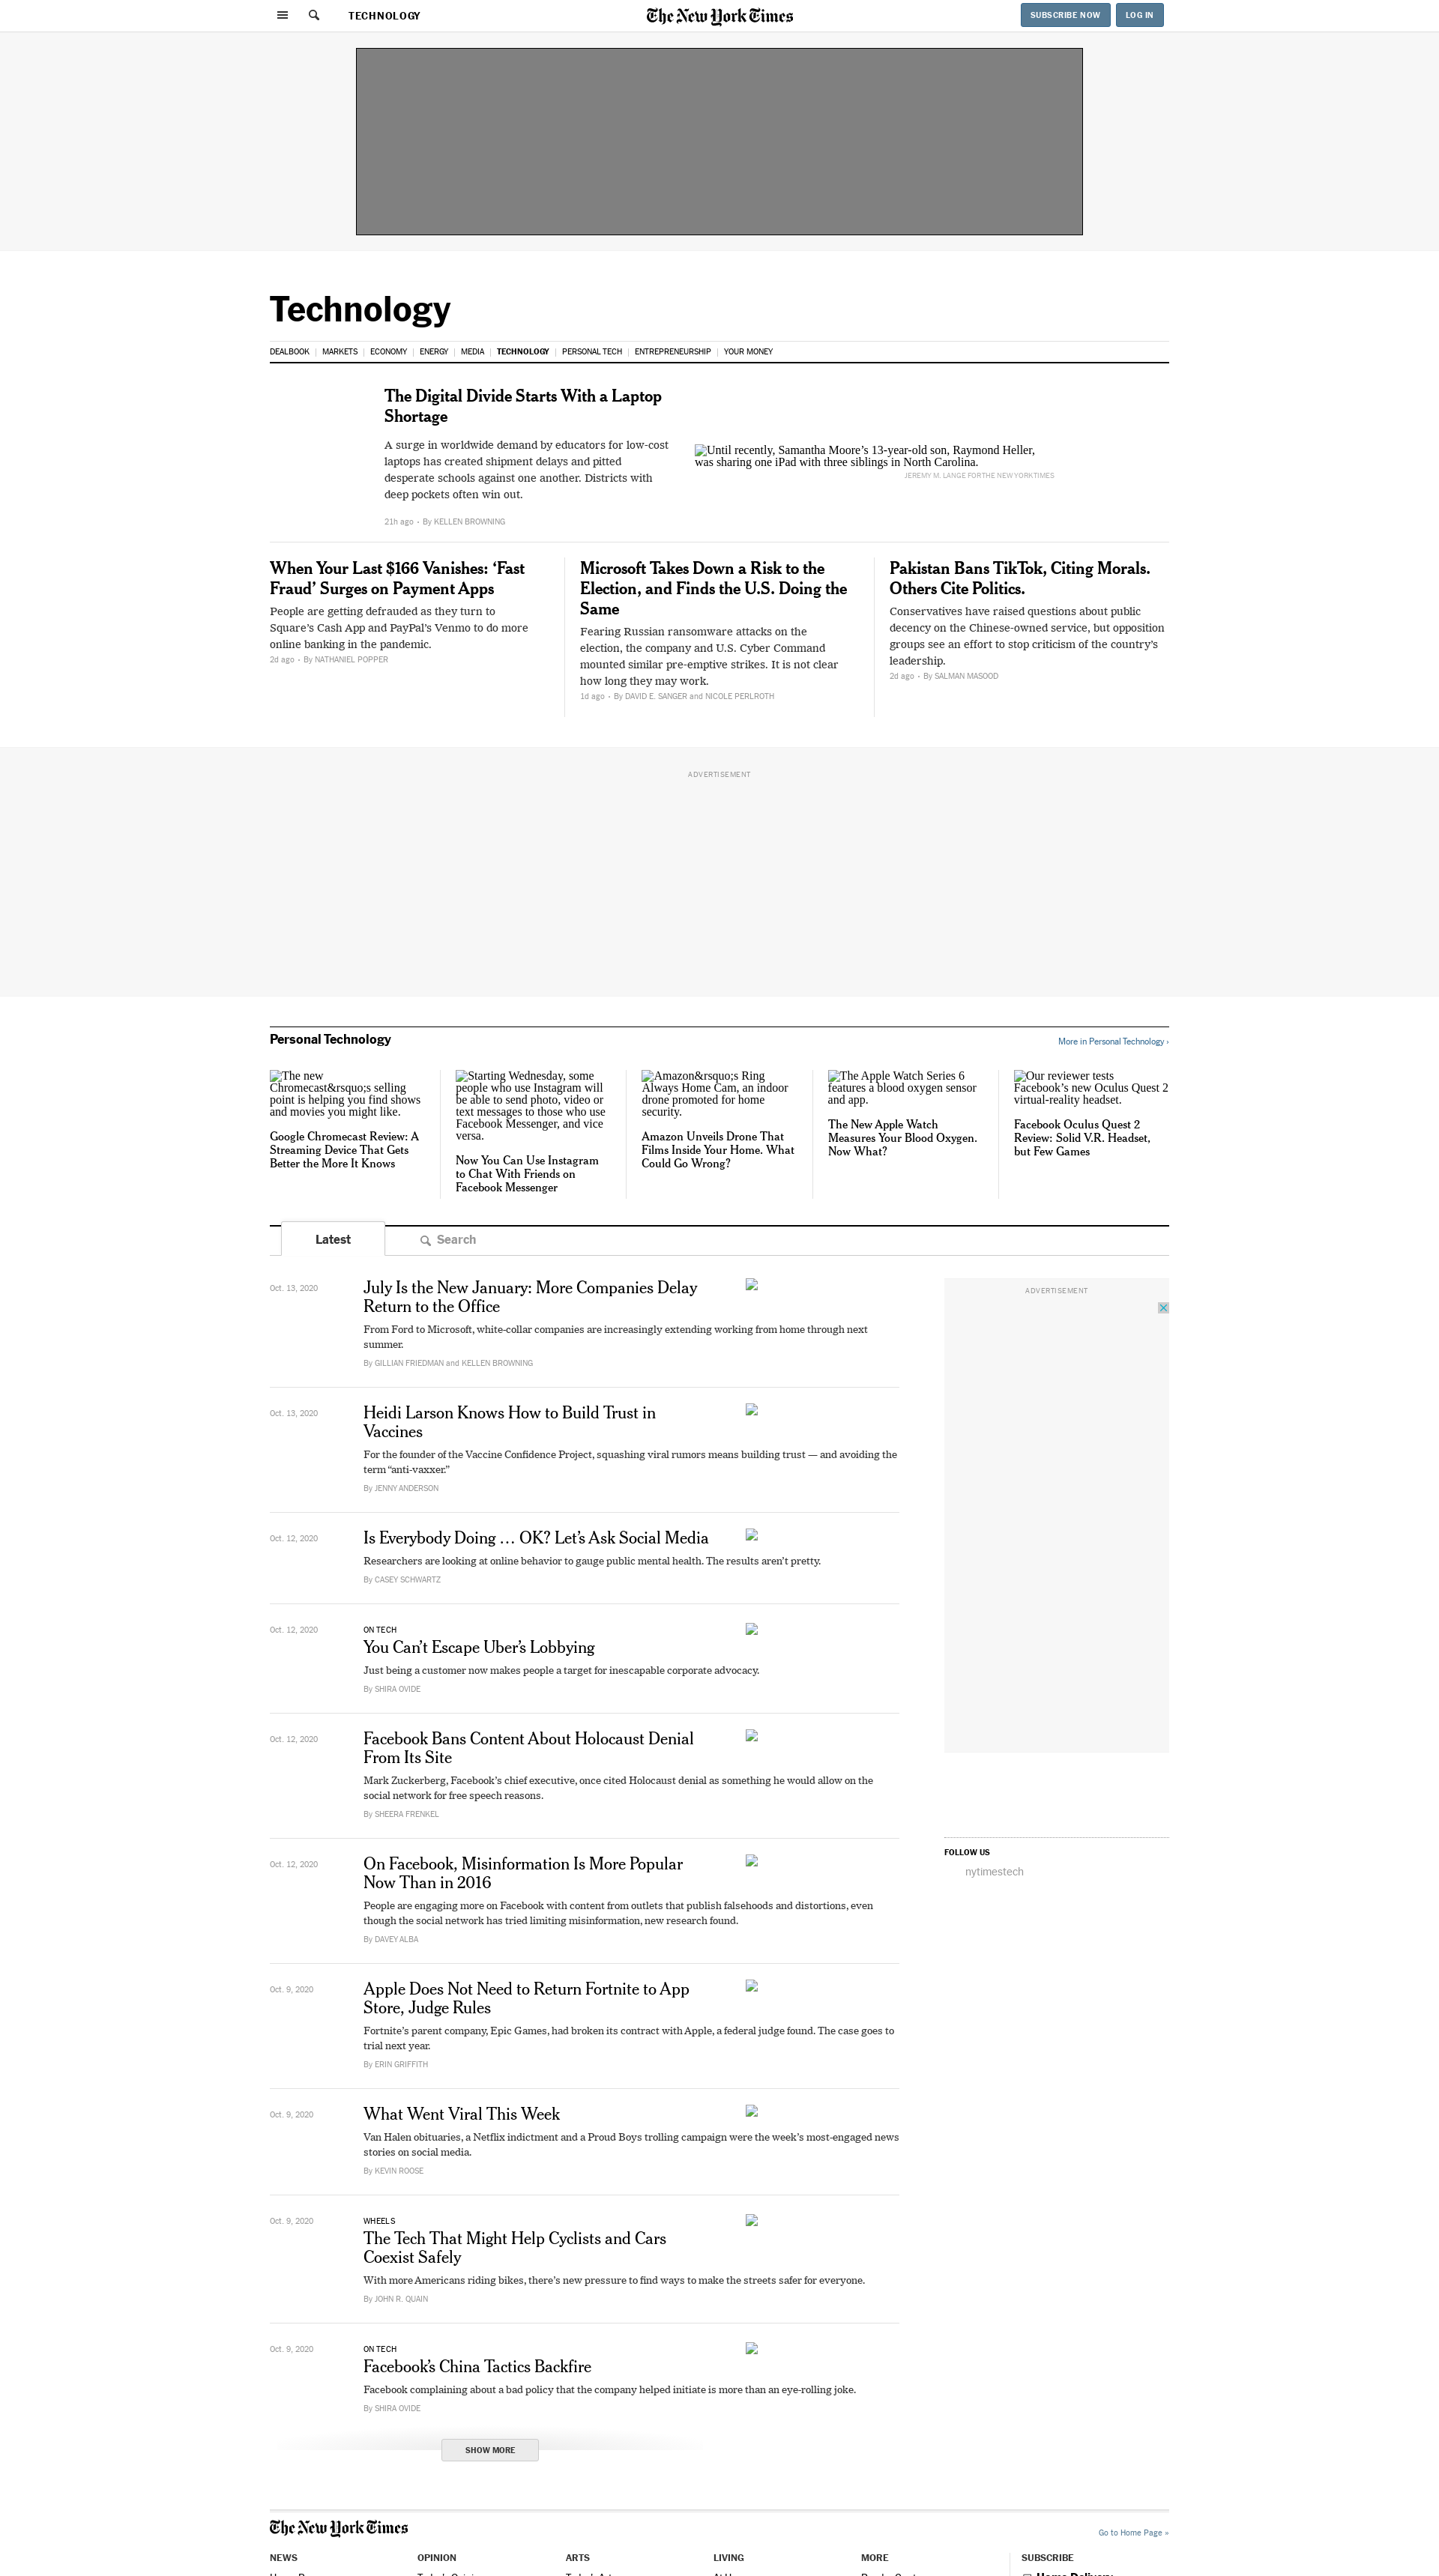 TECHNOLOGY
The New York Times
SUBSCRIBE NOW
LOG IN
Technology
DEALBOOK
MARKETS
ECONOMY
ENERGY
MEDIA
TECHNOLOGY
PERSONAL TECH
ENTREPRENEURSHIP
YOUR MONEY
The Digital Divide Starts With a Laptop
Shortage
A surge in worldwide demand by educators for low-cost
laptops has created shipment delays and pitted
desperate schools against one another. Districts with
deep pockets often win out.
21h ago • By KELLEN BROWNING
Until recently, Samantha Moore’s 13-year-old son, Raymond Heller,
was sharing one iPad with three siblings in North Carolina.
JEREMY M. LANGE FOR THE NEW YORK TIMES
When Your Last $166 Vanishes: ‘Fast
Fraud’ Surges on Payment Apps
People are getting defrauded as they turn to
Square’s Cash App and PayPal’s Venmo to do more
online banking in the pandemic.
2d ago • By NATHANIEL POPPER
Microsoft Takes Down a Risk to the
Election, and Finds the U.S. Doing the
Same
Fearing Russian ransomware attacks on the
election, the company and U.S. Cyber Command
mounted similar pre-emptive strikes. It is not clear
how long they may work.
1d ago • By DAVID E. SANGER and NICOLE PERLROTH
Pakistan Bans TikTok, Citing Morals.
Others Cite Politics.
Conservatives have raised questions about public
decency on the Chinese-owned service, but opposition
groups see an effort to stop criticism of the country’s
leadership.
2d ago • By SALMAN MASOOD
ADVERTISEMENT
Personal Technology
More in Personal Technology ›
The new
Chromecast&rsquo;s selling
point is helping you find shows
and movies you might like.
Google Chromecast Review: A
Streaming Device That Gets
Better the More It Knows
Starting Wednesday, some
people who use Instagram will
be able to send photo, video or
text messages to those who use
Facebook Messenger, and vice
versa.
Now You Can Use Instagram
to Chat With Friends on
Facebook Messenger
Amazon&rsquo;s Ring
Always Home Cam, an indoor
drone promoted for home
security.
Amazon Unveils Drone That
Films Inside Your Home. What
Could Go Wrong?
The Apple Watch Series 6
features a blood oxygen sensor
and app.
The New Apple Watch
Measures Your Blood Oxygen.
Now What?
Our reviewer tests
Facebook’s new Oculus Quest 2
virtual-reality headset.
Facebook Oculus Quest 2
Review: Solid V.R. Headset,
but Few Games
Latest
Search
Oct. 13, 2020
July Is the New January: More Companies Delay
Return to the Office
From Ford to Microsoft, white-collar companies are increasingly extending working from home through next
summer.
By GILLIAN FRIEDMAN and KELLEN BROWNING
ADVERTISEMENT
Oct. 13, 2020
Heidi Larson Knows How to Build Trust in
Vaccines
For the founder of the Vaccine Confidence Project, squashing viral rumors means building trust — and avoiding the
term “anti-vaxxer.”
By JENNY ANDERSON
Oct. 12, 2020
Is Everybody Doing … OK? Let’s Ask Social Media
Researchers are looking at online behavior to gauge public mental health. The results aren’t pretty.
By CASEY SCHWARTZ
Oct. 12, 2020
ON TECH
You Can’t Escape Uber’s Lobbying
Just being a customer now makes people a target for inescapable corporate advocacy.
By SHIRA OVIDE
Oct. 12, 2020
Facebook Bans Content About Holocaust Denial
From Its Site
Mark Zuckerberg, Facebook’s chief executive, once cited Holocaust denial as something he would allow on the
social network for free speech reasons.
By SHEERA FRENKEL
FOLLOW US
nytimestech
Oct. 12, 2020
On Facebook, Misinformation Is More Popular
Now Than in 2016
People are engaging more on Facebook with content from outlets that publish falsehoods and distortions, even
though the social network has tried limiting misinformation, new research found.
By DAVEY ALBA
Oct. 9, 2020
Apple Does Not Need to Return Fortnite to App
Store, Judge Rules
Fortnite’s parent company, Epic Games, had broken its contract with Apple, a federal judge found. The case goes to
trial next year.
By ERIN GRIFFITH
Oct. 9, 2020
What Went Viral This Week
Van Halen obituaries, a Netflix indictment and a Proud Boys trolling campaign were the week’s most-engaged news
stories on social media.
By KEVIN ROOSE
Oct. 9, 2020
WHEELS
The Tech That Might Help Cyclists and Cars
Coexist Safely
With more Americans riding bikes, there’s new pressure to find ways to make the streets safer for everyone.
By JOHN R. QUAIN
Oct. 9, 2020
ON TECH
Facebook’s China Tactics Backfire
Facebook complaining about a bad policy that the company helped initiate is more than an eye-rolling joke.
By SHIRA OVIDE
SHOW MORE
The New York Times
Go to Home Page »
NEWS
OPINION
ARTS
LIVING
MORE
SUBSCRIBE